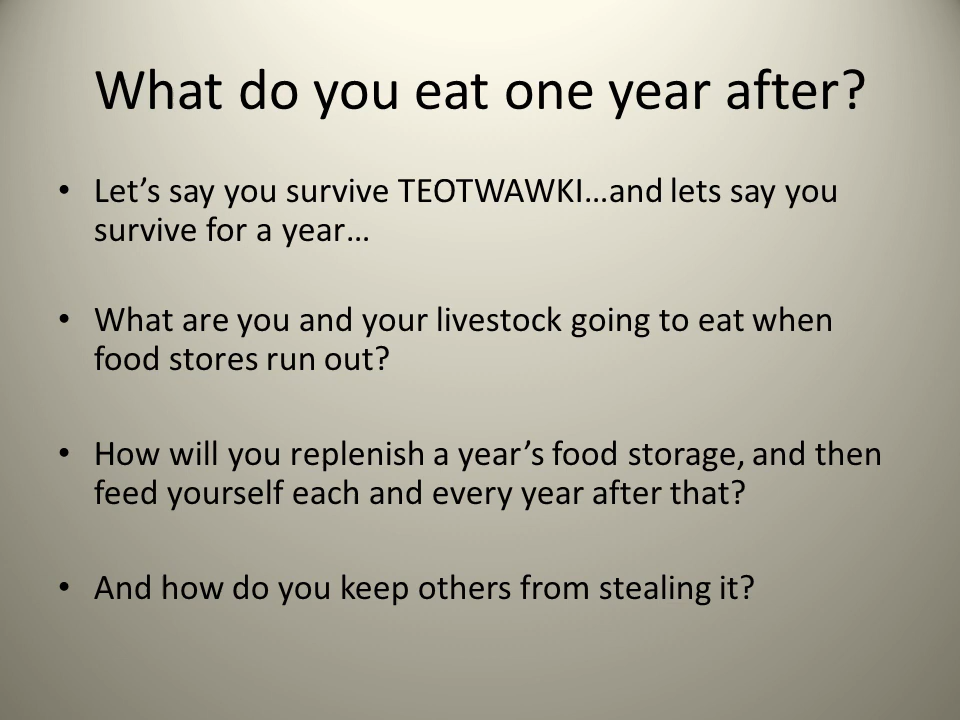 What do you eat one year after?
• Let’s say you survive TEOTWAWKI…and lets say you
survive for a year…
• What are you and your livestock going to eat when
food stores run out?
• How will you replenish a year’s food storage, and then
feed yourself each and every year after that?
• And how do you keep others from stealing it?